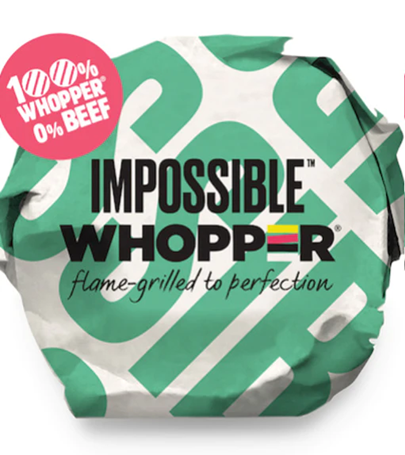 100%
WHOPPER®
0% BEEF
IMPOSSIBLE™
WHOPPER®
flame-grilled to perfection